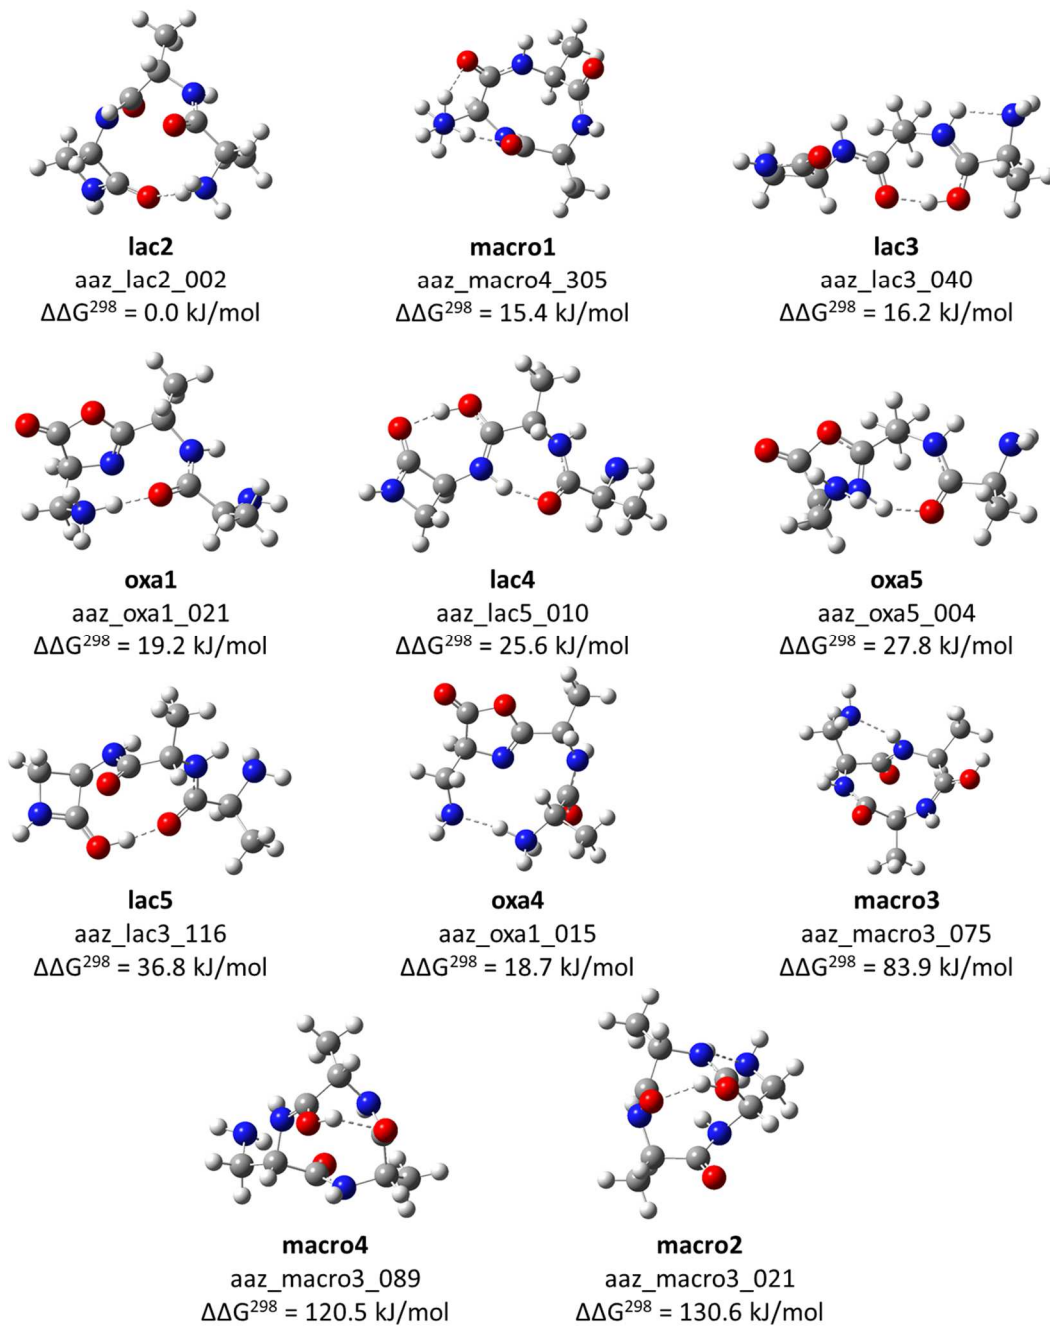 lac2
aaz_lac2_002
ΔΔG²⁹⁸ = 0.0 kJ/mol
macro1
aaz_macro4_305
ΔΔG²⁹⁸ = 15.4 kJ/mol
lac3
aaz_lac3_040
ΔΔG²⁹⁸ = 16.2 kJ/mol
oxa1
aaz_oxa1_021
ΔΔG²⁹⁸ = 19.2 kJ/mol
lac4
aaz_lac5_010
ΔΔG²⁹⁸ = 25.6 kJ/mol
oxa5
aaz_oxa5_004
ΔΔG²⁹⁸ = 27.8 kJ/mol
lac5
aaz_lac3_116
ΔΔG²⁹⁸ = 36.8 kJ/mol
oxa4
aaz_oxa1_015
ΔΔG²⁹⁸ = 18.7 kJ/mol
macro3
aaz_macro3_075
ΔΔG²⁹⁸ = 83.9 kJ/mol
macro4
aaz_macro3_089
ΔΔG²⁹⁸ = 120.5 kJ/mol
macro2
aaz_macro3_021
ΔΔG²⁹⁸ = 130.6 kJ/mol